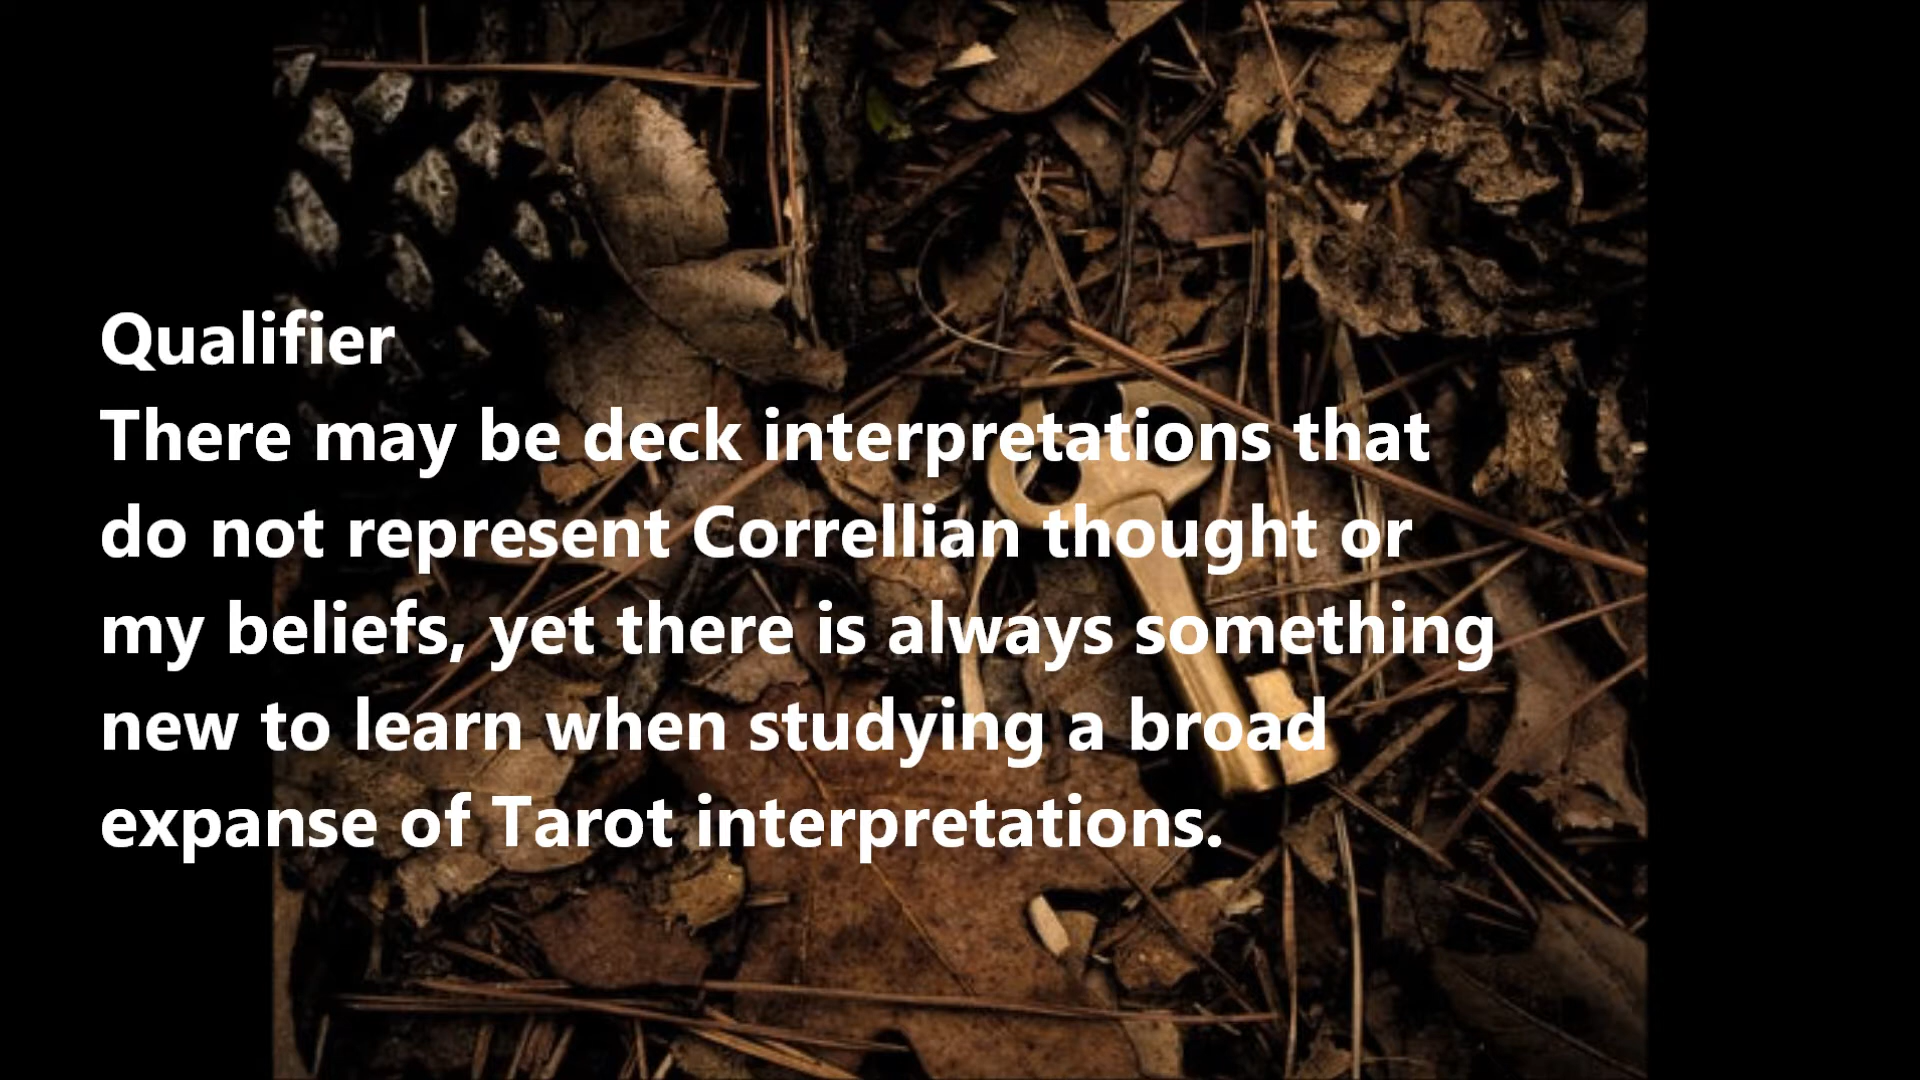 Qualifier
There may be deck interpretations that
do not represent Correllian thought or
my beliefs, yet there is always something
new to learn when studying a broad
expanse of Tarot interpretations.